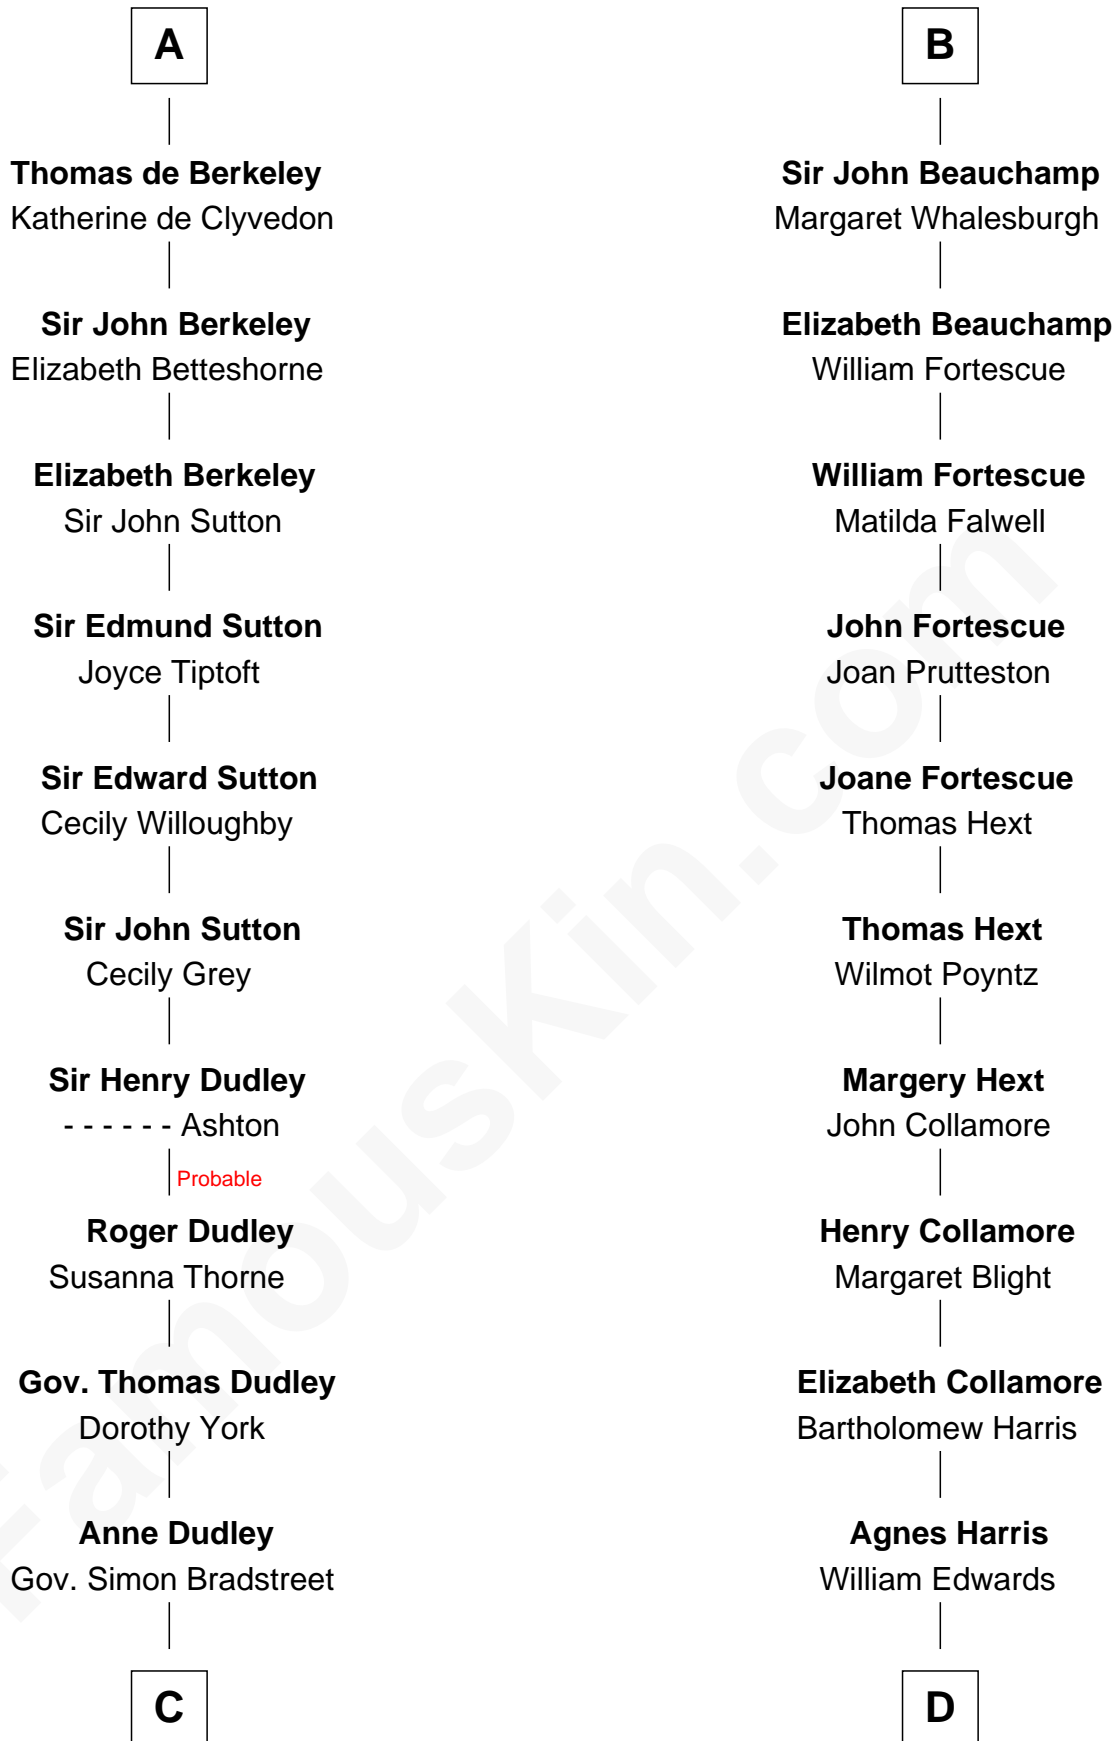 A
Thomas de Berkeley
Katherine de Clyvedon
Sir John Berkeley
Elizabeth Betteshorne
Elizabeth Berkeley
Sir John Sutton
Sir Edmund Sutton
Joyce Tiptoft
Sir Edward Sutton
Cecily Willoughby
Sir John Sutton
Cecily Grey
Sir Henry Dudley
- - - - - - Ashton
Probable
Roger Dudley
Susanna Thorne
Gov. Thomas Dudley
Dorothy York
Anne Dudley
Gov. Simon Bradstreet
C
B
Sir John Beauchamp
Margaret Whalesburgh
Elizabeth Beauchamp
William Fortescue
William Fortescue
Matilda Falwell
John Fortescue
Joan Prutteston
Joane Fortescue
Thomas Hext
Thomas Hext
Wilmot Poyntz
Margery Hext
John Collamore
Henry Collamore
Margaret Blight
Elizabeth Collamore
Bartholomew Harris
Agnes Harris
William Edwards
D
FamousKin.com